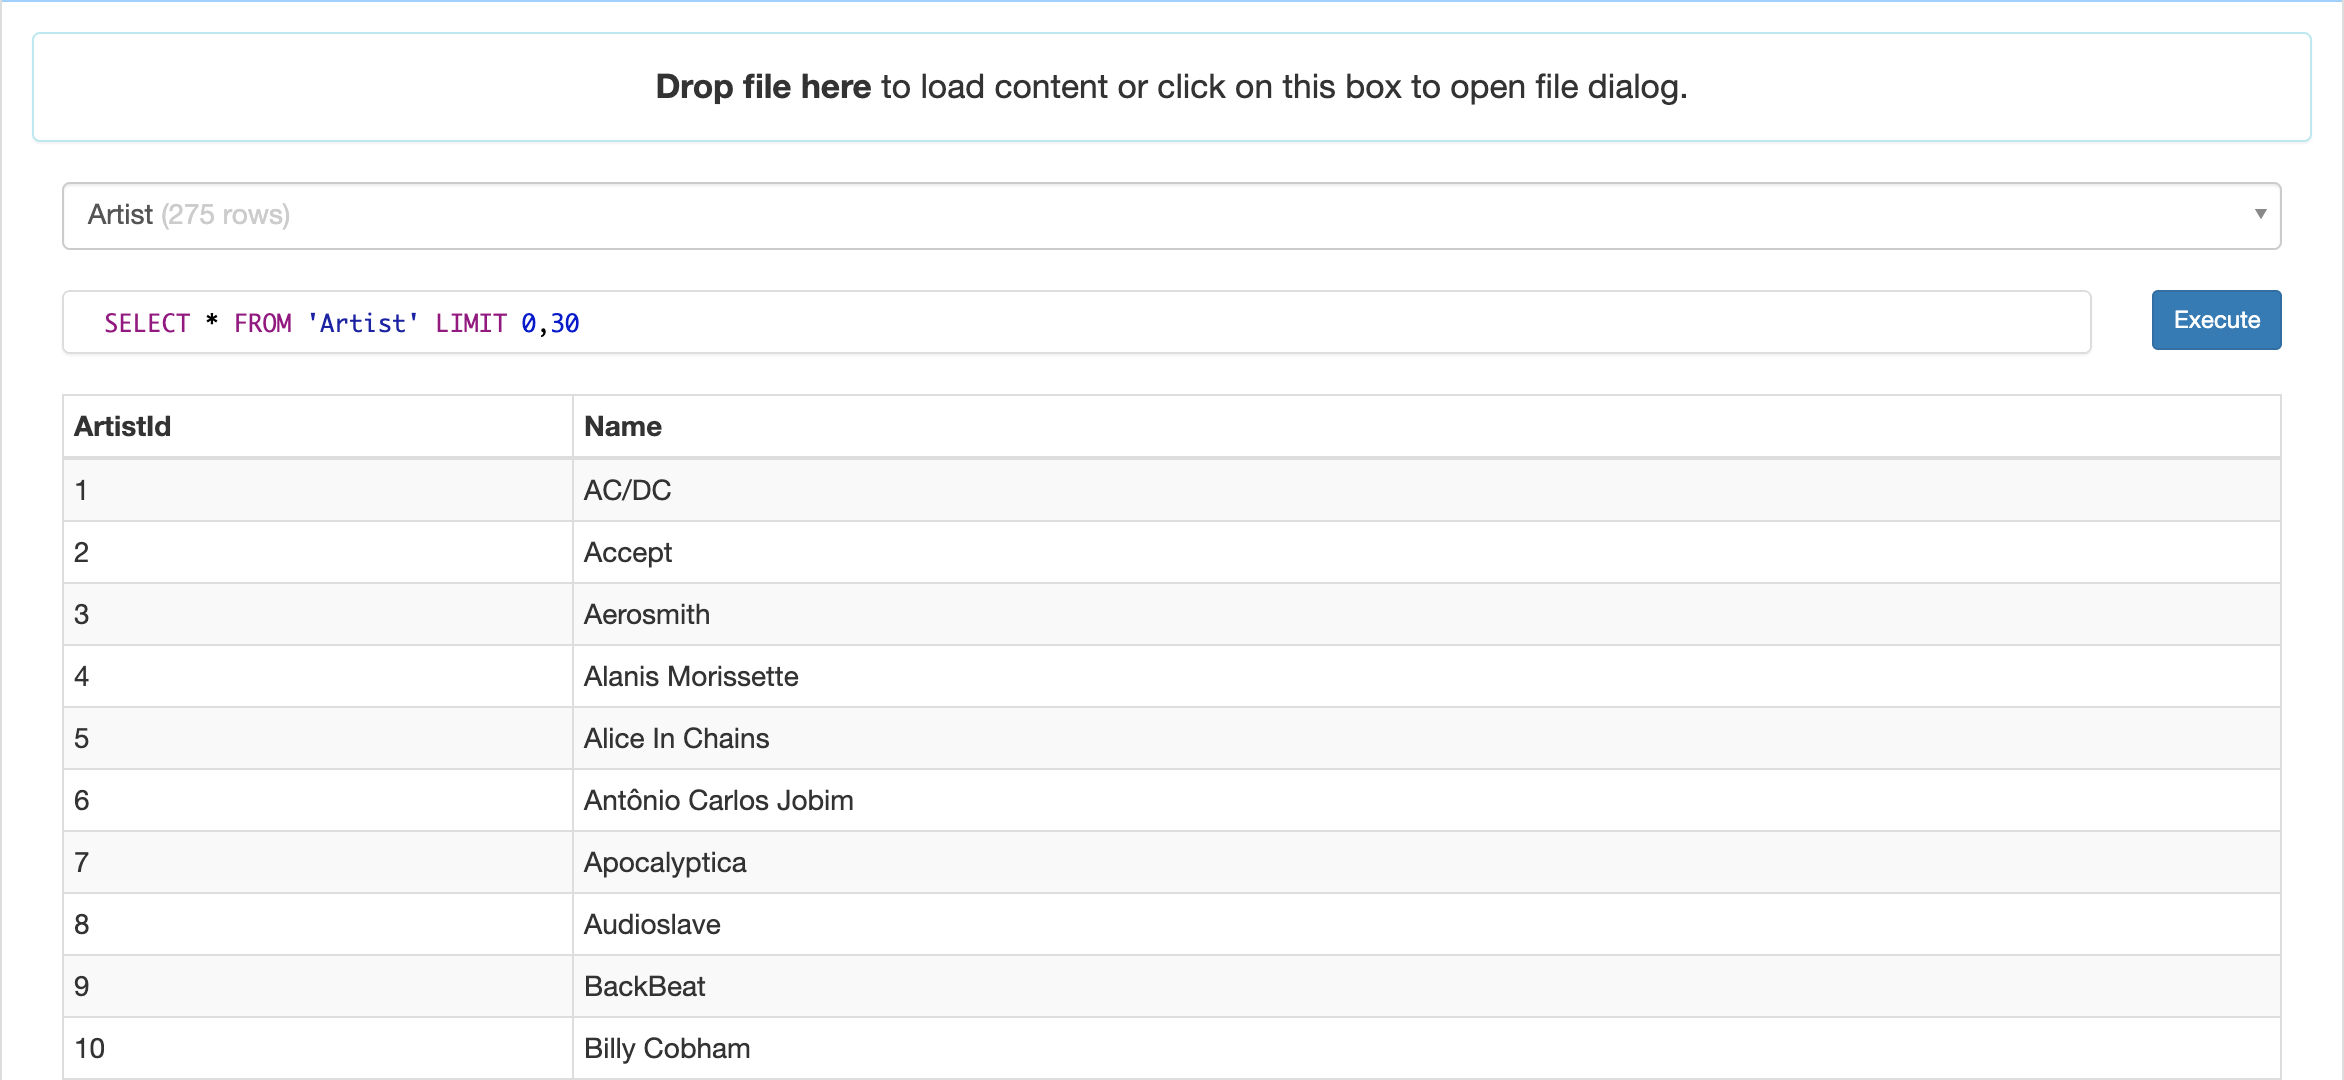 Drop file here to load content or click on this box to open file dialog.
Artist (275 rows)
SELECT * FROM 'Artist' LIMIT 0,30
Execute
ArtistId Name
1 AC/DC
2 Accept
3 Aerosmith
4 Alanis Morissette
5 Alice In Chains
6 Antônio Carlos Jobim
7 Apocalyptica
8 Audioslave
9 BackBeat
10 Billy Cobham